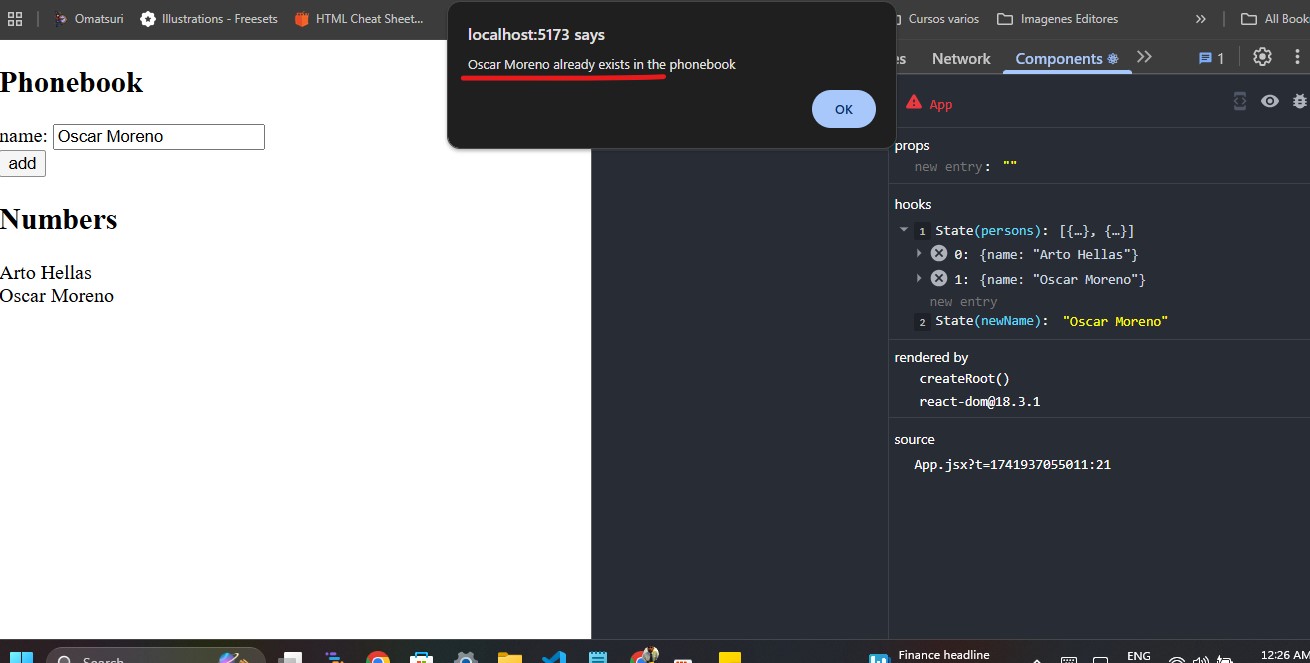 Omatsuri
Illustrations - Freesets
HTML Cheat Sheet...
Cursos varios
Imagenes Editores
»
All Book
localhost:5173 says
Oscar Moreno already exists in the phonebook
OK
Phonebook
name: Oscar Moreno
add
Numbers
Arto Hellas
Oscar Moreno
es
Network
Components
1
App
props
new entry: ""
hooks
1 State(persons): [{…}, {…}]
0: {name: "Arto Hellas"}
1: {name: "Oscar Moreno"}
new entry
2 State(newName): "Oscar Moreno"
rendered by
createRoot()
react-dom@18.3.1
source
App.jsx?t=1741937055011:21
Search
Finance headline
ENG
12:26 AM